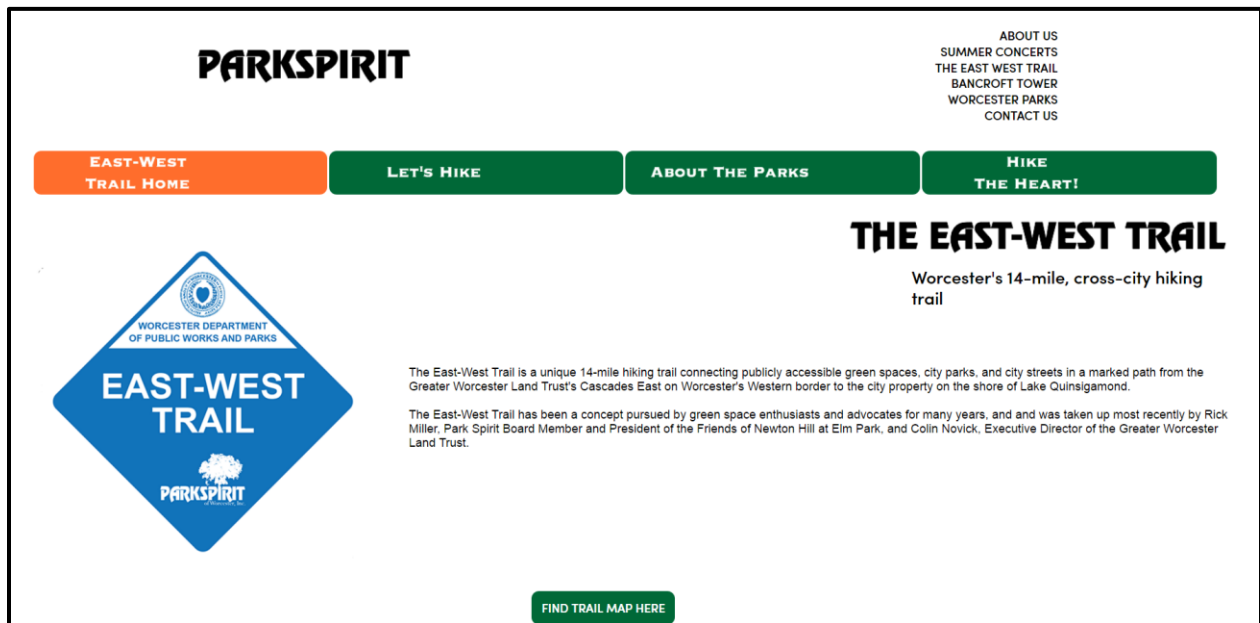 PARKSPIRIT
ABOUT US
SUMMER CONCERTS
THE EAST WEST TRAIL
BANCROFT TOWER
WORCESTER PARKS
CONTACT US
EAST-WEST
TRAIL HOME
LET'S HIKE
ABOUT THE PARKS
HIKE
THE HEART!
THE EAST-WEST TRAIL
Worcester's 14-mile, cross-city hiking
trail
WORCESTER DEPARTMENT
OF PUBLIC WORKS AND PARKS
EAST-WEST
TRAIL
PARKSPIRIT
of Worcester, Inc
The East-West Trail is a unique 14-mile hiking trail connecting publicly accessible green spaces, city parks, and city streets in a marked path from the
Greater Worcester Land Trust's Cascades East on Worcester's Western border to the city property on the shore of Lake Quinsigamond.
The East-West Trail has been a concept pursued by green space enthusiasts and advocates for many years, and and was taken up most recently by Rick
Miller, Park Spirit Board Member and President of the Friends of Newton Hill at Elm Park, and Colin Novick, Executive Director of the Greater Worcester
Land Trust.
FIND TRAIL MAP HERE